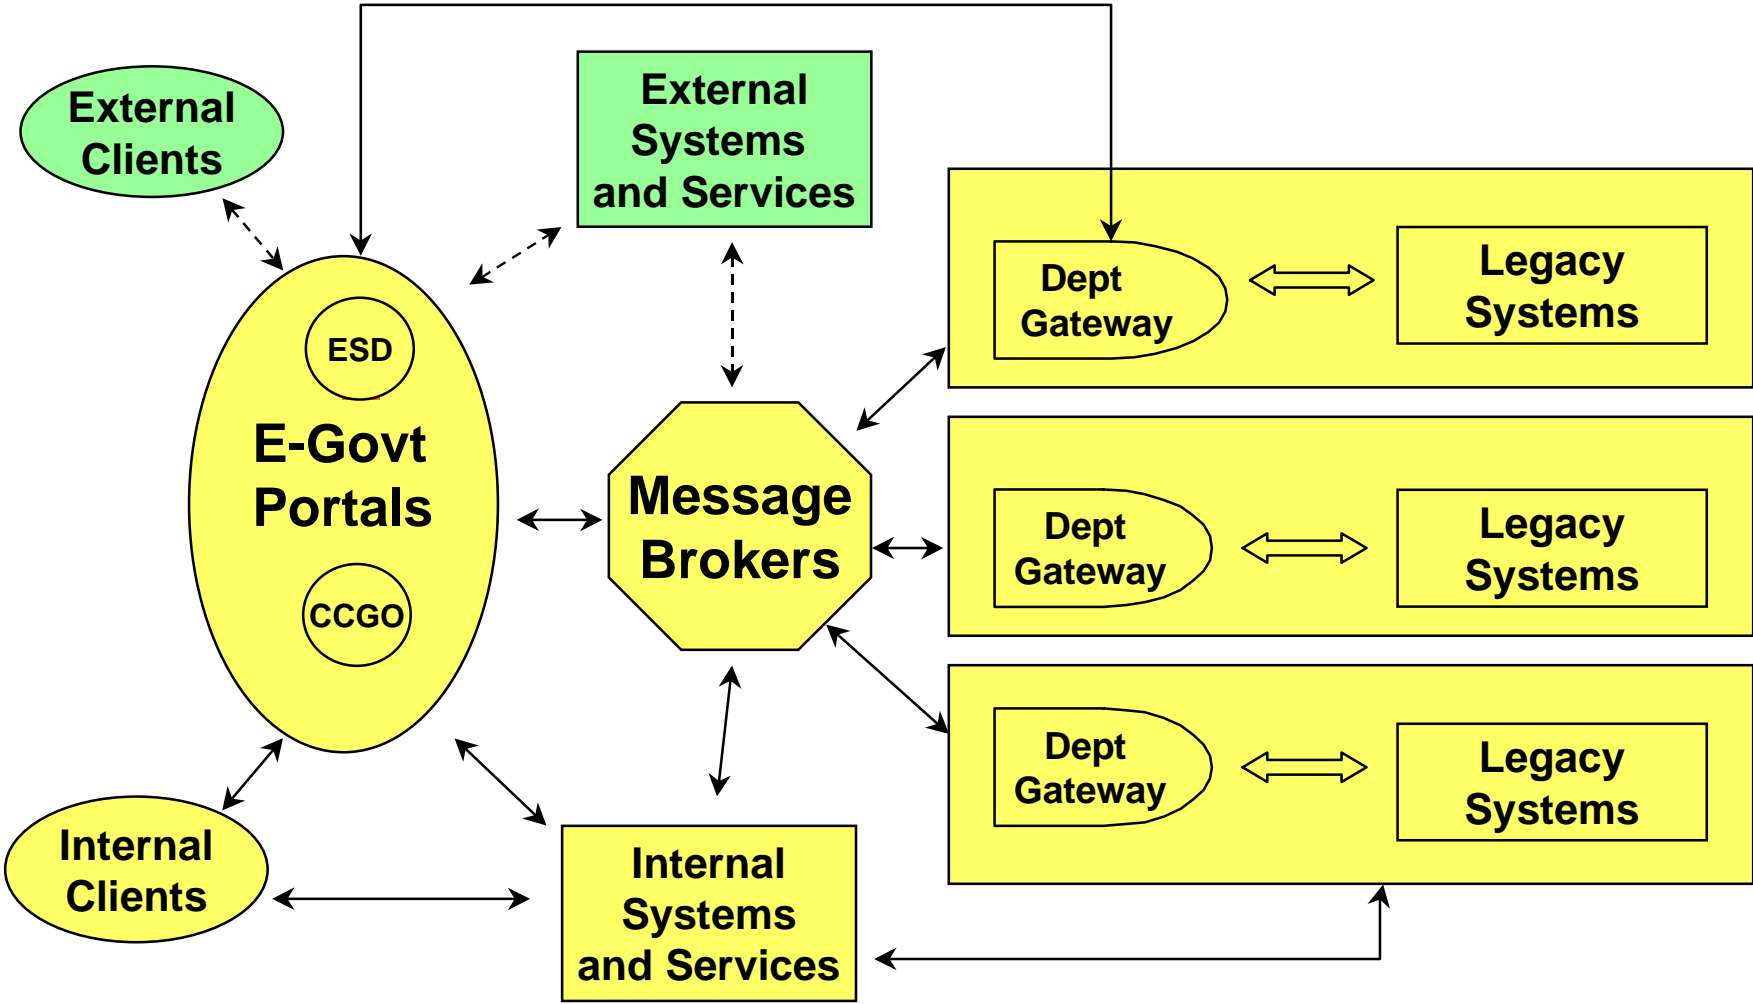 External
Clients
External
Systems
and Services
Dept
Gateway
Legacy
Systems
ESD
E-Govt
Portals
CCGO
Message
Brokers
Dept
Gateway
Legacy
Systems
Dept
Gateway
Legacy
Systems
Internal
Clients
Internal
Systems
and Services